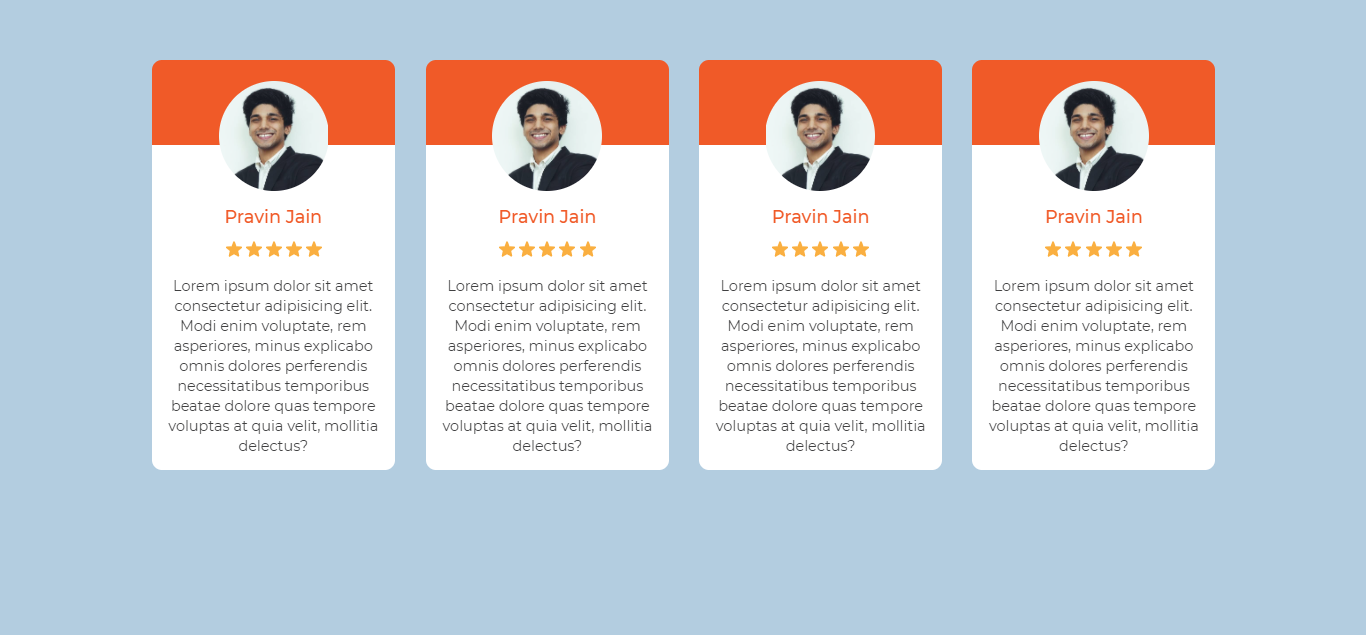 Pravin Jain
Lorem ipsum dolor sit amet
consectetur adipisicing elit.
Modi enim voluptate, rem
asperiores, minus explicabo
omnis dolores perferendis
necessitatibus temporibus
beatae dolore quas tempore
voluptas at quia velit, mollitia
delectus?
Pravin Jain
Lorem ipsum dolor sit amet
consectetur adipisicing elit.
Modi enim voluptate, rem
asperiores, minus explicabo
omnis dolores perferendis
necessitatibus temporibus
beatae dolore quas tempore
voluptas at quia velit, mollitia
delectus?
Pravin Jain
Lorem ipsum dolor sit amet
consectetur adipisicing elit.
Modi enim voluptate, rem
asperiores, minus explicabo
omnis dolores perferendis
necessitatibus temporibus
beatae dolore quas tempore
voluptas at quia velit, mollitia
delectus?
Pravin Jain
Lorem ipsum dolor sit amet
consectetur adipisicing elit.
Modi enim voluptate, rem
asperiores, minus explicabo
omnis dolores perferendis
necessitatibus temporibus
beatae dolore quas tempore
voluptas at quia velit, mollitia
delectus?